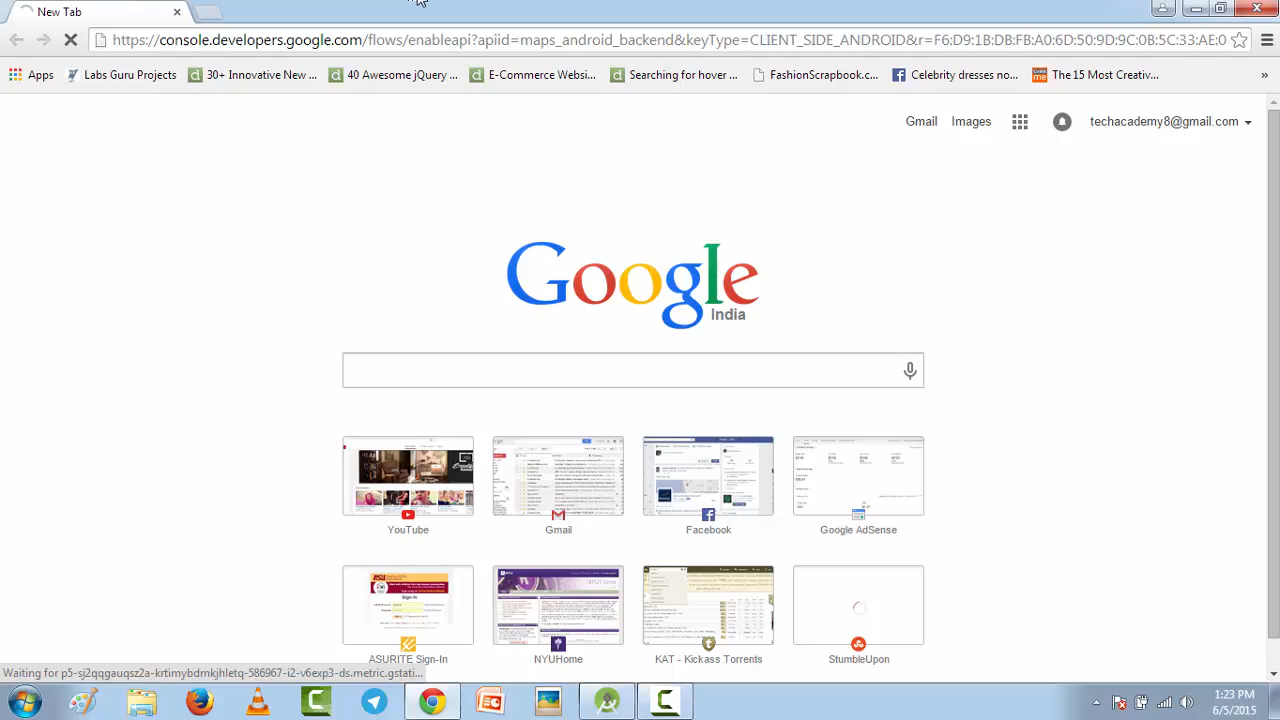 New Tab
https://console.developers.google.com/flows/enableapi?apiid=maps_android_backend&keyType=CLIENT_SIDE_ANDROID&r=F6:D9:1B:DB:FB:A0:6D:50:9D:9C:0B:5C:33:AE:0
Apps
Labs Guru Projects
30+ Innovative New ...
40 Awesome jQuery ...
E-Commerce Websi...
Searching for Hote ...
FashionScrapbook.c...
Celebrity dresses no...
The 15 Most Creativ...
»
Gmail Images techacademy8@gmail.com
Google
India
YouTube
Gmail
Facebook
Google AdSense
ASURITE Sign-In
NYUHome
KAT - Kickass Torrents
StumbleUpon
Waiting for p5-sj2qqgauqsz2a-krtimybdmkjhletq-586967-i2-v6exp3-ds.metric.gstati...
1:23 PM
6/5/2015